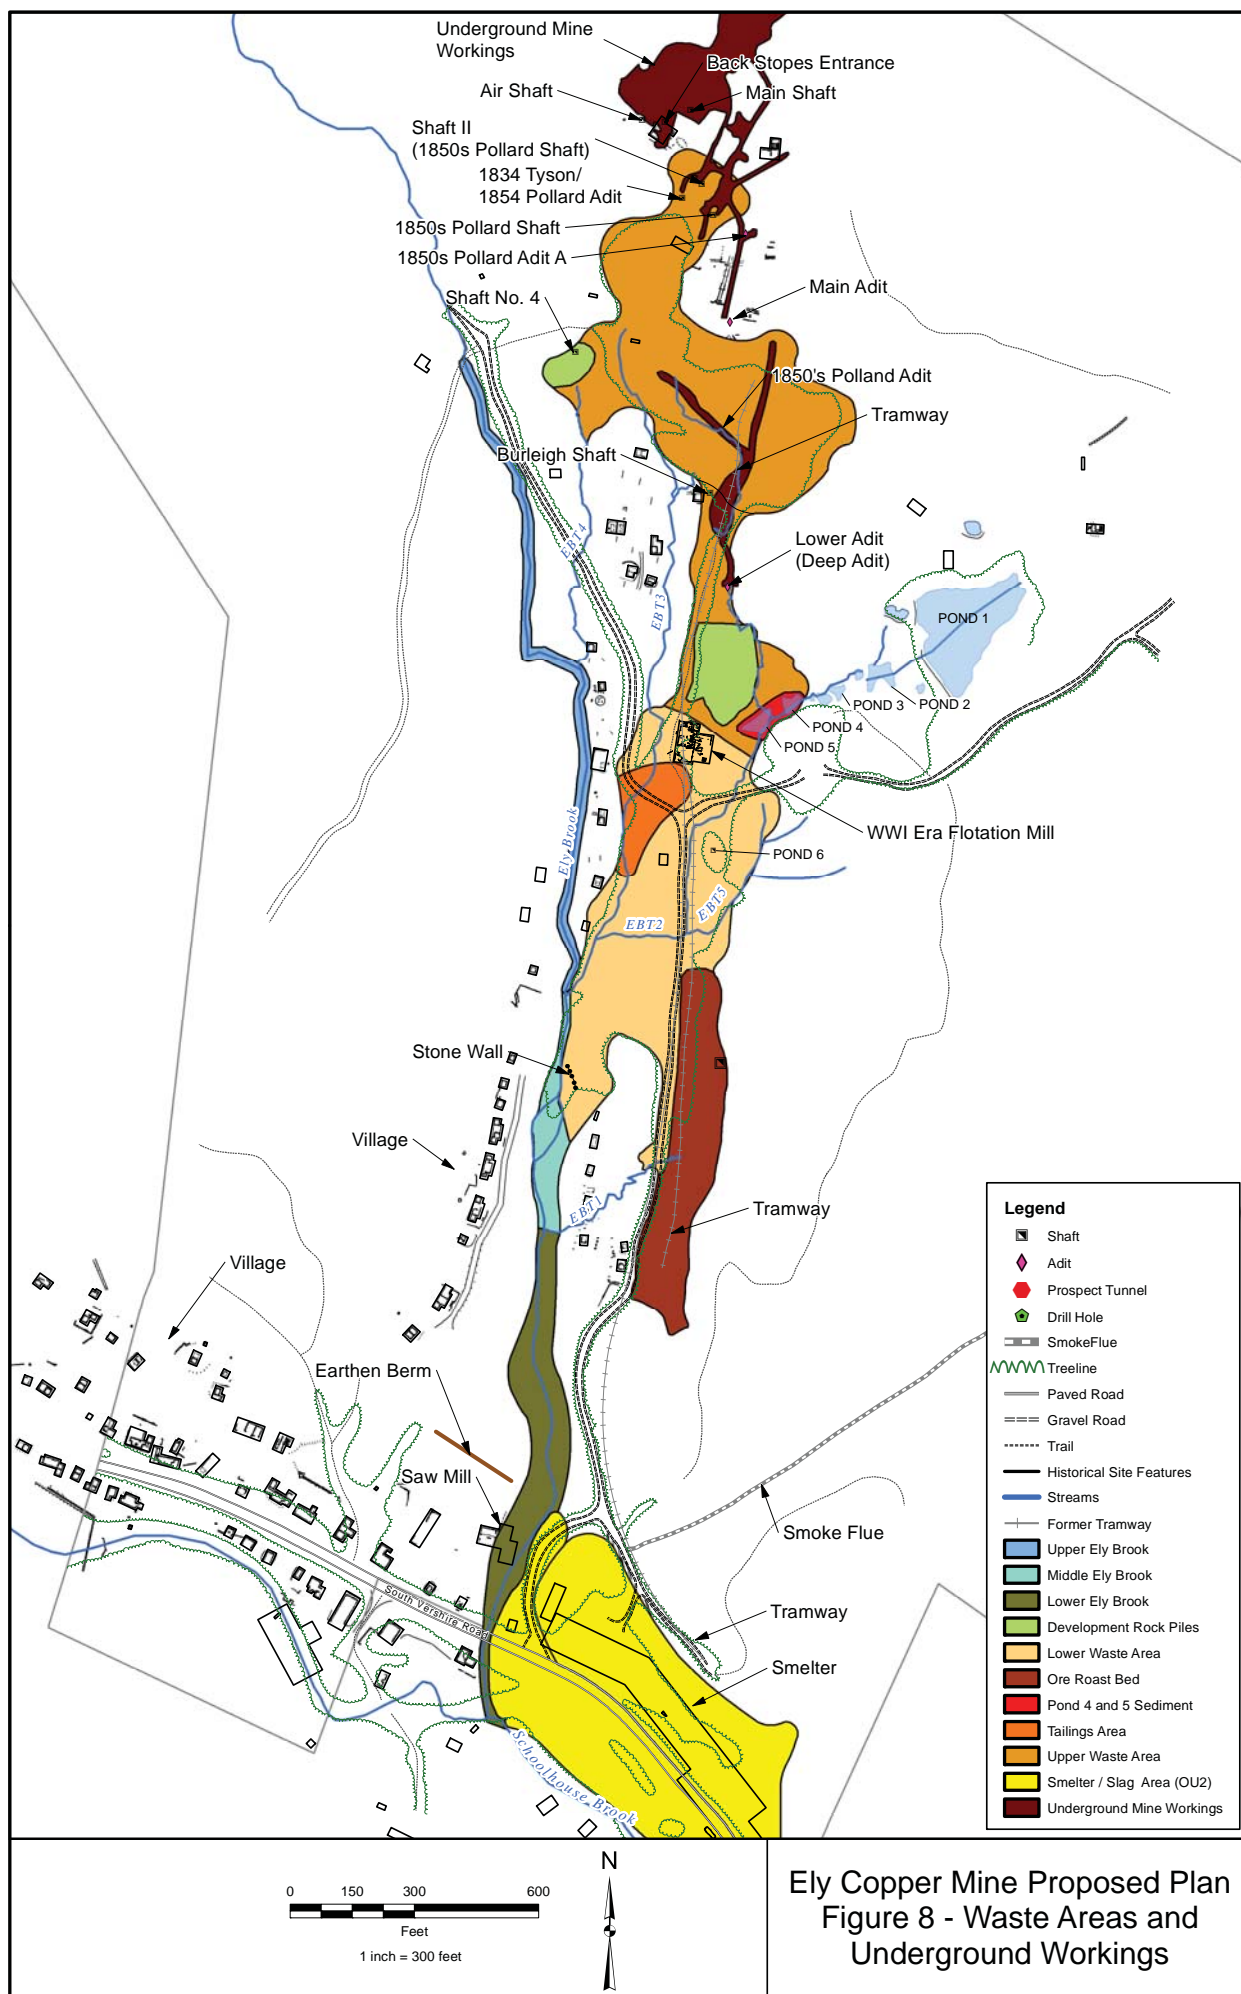 Underground Mine
Workings
Back Stopes Entrance
Air Shaft
Main Shaft
Shaft II
(1850s Pollard Shaft)
1834 Tyson/
1854 Pollard Adit
1850s Pollard Shaft
1850s Pollard Adit A
Main Adit
Shaft No. 4
1850's Polland Adit
Tramway
Burleigh Shaft
EBT4
Lower Adit
(Deep Adit)
EBT3
POND 1
POND 2
POND 3
POND 4
POND 5
Ely Brook
WWI Era Flotation Mill
POND 6
EBT5
EBT2
Stone Wall
Village
EBT1
Tramway
Village
Earthen Berm
Saw Mill
Smoke Flue
South Vershire Road
Tramway
Smelter
Schoolhouse Brook
Legend
Shaft
Adit
Prospect Tunnel
Drill Hole
SmokeFlue
Treeline
Paved Road
Gravel Road
Trail
Historical Site Features
Streams
Former Tramway
Upper Ely Brook
Middle Ely Brook
Lower Ely Brook
Development Rock Piles
Lower Waste Area
Ore Roast Bed
Pond 4 and 5 Sediment
Tailings Area
Upper Waste Area
Smelter / Slag Area (OU2)
Underground Mine Workings
0 150 300 600
Feet
1 inch = 300 feet
N
Ely Copper Mine Proposed Plan
Figure 8 - Waste Areas and
Underground Workings